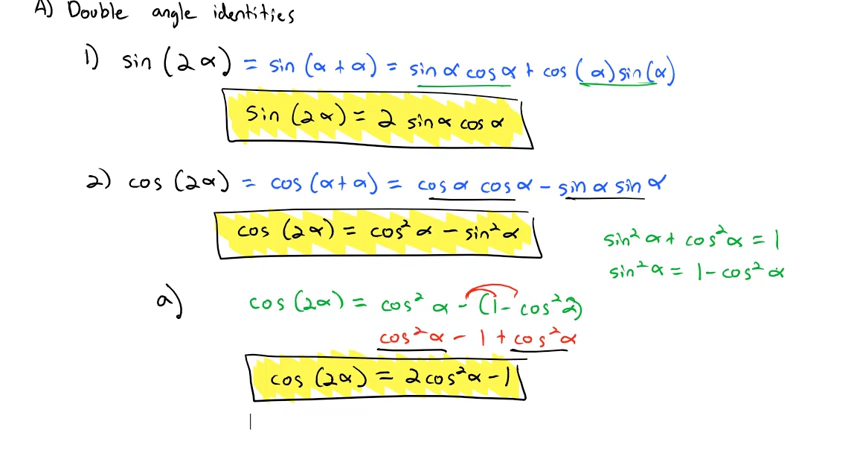 A) Double angle identities
1) sin (2α) = sin (α + α) = sin α cos α + cos (α) sin (α)
sin (2α) = 2 sin α cos α
2) cos (2α) = cos (α + α) = cos α cos α - sin α sin α
cos (2α) = cos² α - sin² α
sin² α + cos² α = 1
sin² α = 1 - cos² α
a) cos (2α) = cos² α - (1 - cos² α)
cos² α - 1 + cos² α
cos (2α) = 2 cos² α - 1